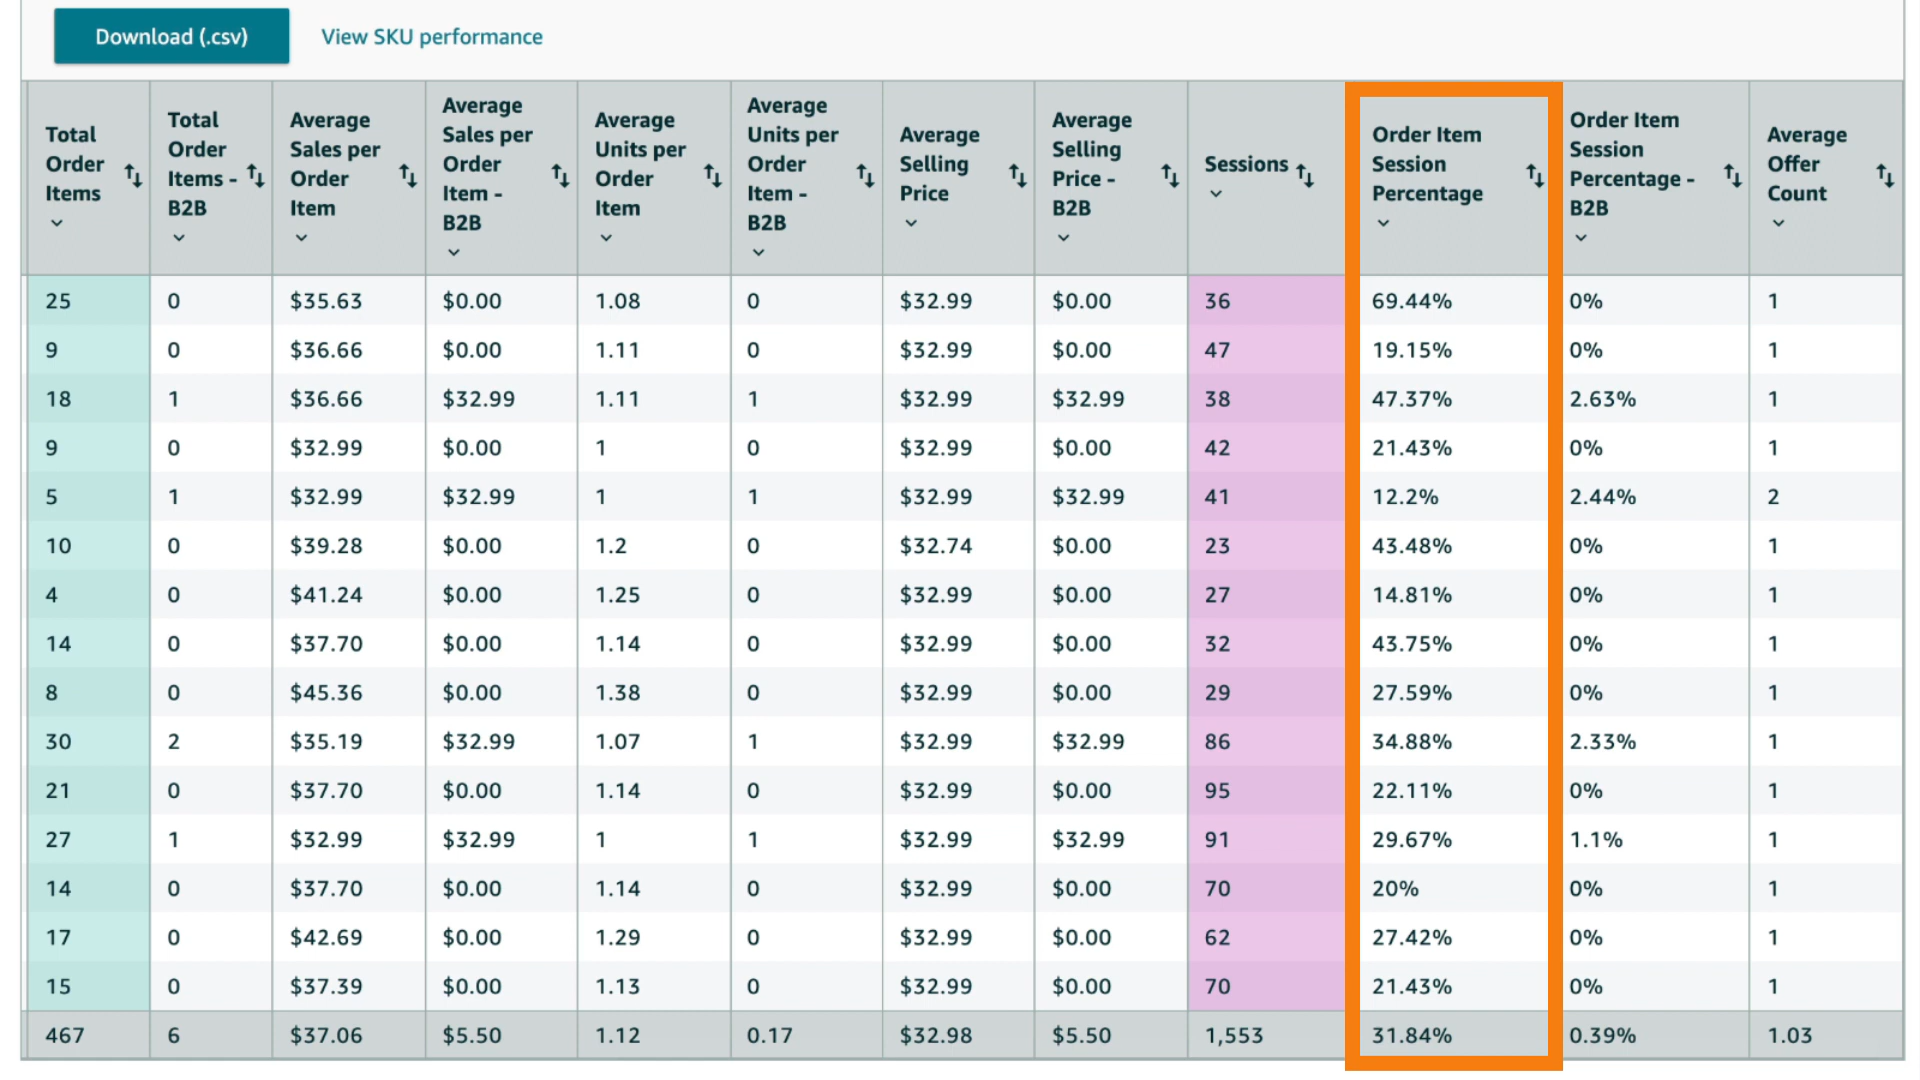 Download (.csv) View SKU performance
Total Order Items Total Order Items - B2B Average Sales per Order Item Average Sales per Order Item - B2B Average Units per Order Item Average Units per Order Item - B2B Average Selling Price Average Selling Price - B2B Sessions Order Item Session Percentage Order Item Session Percentage - B2B Average Offer Count
25 0 $35.63 $0.00 1.08 0 $32.99 $0.00 36 69.44% 0% 1
9 0 $36.66 $0.00 1.11 0 $32.99 $0.00 47 19.15% 0% 1
18 1 $36.66 $32.99 1.11 1 $32.99 $32.99 38 47.37% 2.63% 1
9 0 $32.99 $0.00 1 0 $32.99 $0.00 42 21.43% 0% 1
5 1 $32.99 $32.99 1 1 $32.99 $32.99 41 12.2% 2.44% 2
10 0 $39.28 $0.00 1.2 0 $32.74 $0.00 23 43.48% 0% 1
4 0 $41.24 $0.00 1.25 0 $32.99 $0.00 27 14.81% 0% 1
14 0 $37.70 $0.00 1.14 0 $32.99 $0.00 32 43.75% 0% 1
8 0 $45.36 $0.00 1.38 0 $32.99 $0.00 29 27.59% 0% 1
30 2 $35.19 $32.99 1.07 1 $32.99 $32.99 86 34.88% 2.33% 1
21 0 $37.70 $0.00 1.14 0 $32.99 $0.00 95 22.11% 0% 1
27 1 $32.99 $32.99 1 1 $32.99 $32.99 91 29.67% 1.1% 1
14 0 $37.70 $0.00 1.14 0 $32.99 $0.00 70 20% 0% 1
17 0 $42.69 $0.00 1.29 0 $32.99 $0.00 62 27.42% 0% 1
15 0 $37.39 $0.00 1.13 0 $32.99 $0.00 70 21.43% 0% 1
467 6 $37.06 $5.50 1.12 0.17 $32.98 $5.50 1,553 31.84% 0.39% 1.03